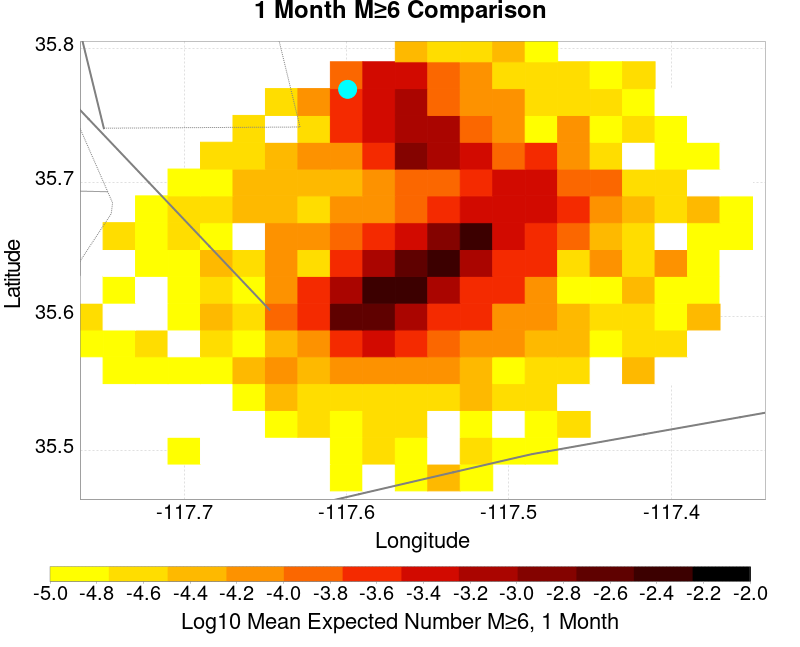 1 Month M≥6 Comparison
35.8
35.7
35.6
35.5
Latitude
-117.7 -117.6 -117.5 -117.4
Longitude
-5.0 -4.8 -4.6 -4.4 -4.2 -4.0 -3.8 -3.6 -3.4 -3.2 -3.0 -2.8 -2.6 -2.4 -2.2 -2.0
Log10 Mean Expected Number M≥6, 1 Month